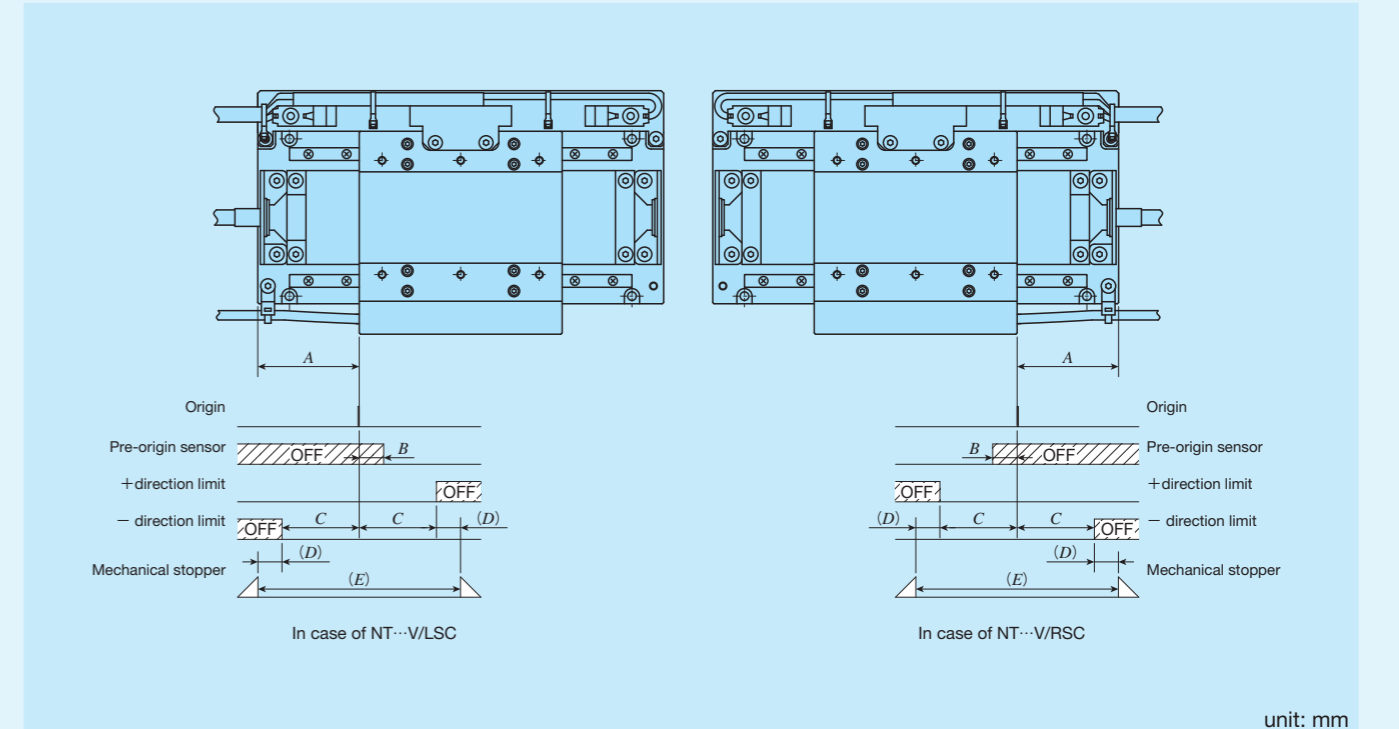 A
A
Origin
Origin
Pre-origin sensor
OFF
B
B
OFF
Pre-origin sensor
+direction limit
OFF
OFF
+direction limit
− direction limit
OFF
C
C
(D)
(D)
C
C
OFF
− direction limit
(D)
(D)
Mechanical stopper
(E)
(E)
Mechanical stopper
In case of NT···V/LSC
In case of NT···V/RSC
unit: mm